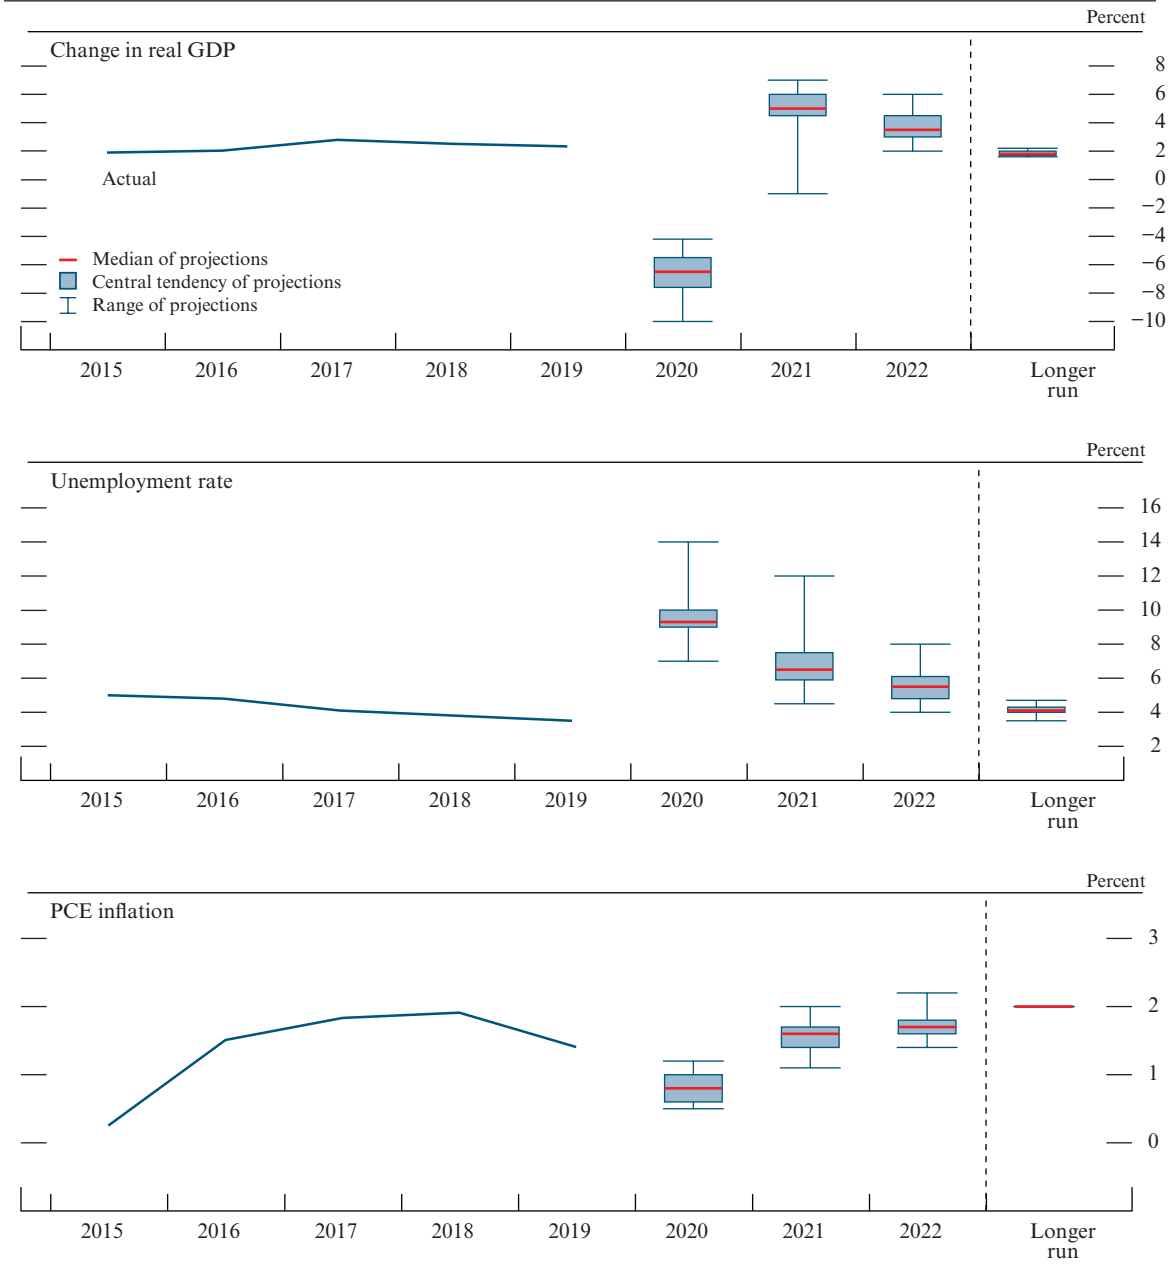 Percent
Change in real GDP
8
6
4
2
0
−2
−4
−6
−8
−10
Actual
Median of projections
Central tendency of projections
Range of projections
2015 2016 2017 2018 2019 2020 2021 2022 Longer
run
Percent
Unemployment rate
16
14
12
10
8
6
4
2
2015 2016 2017 2018 2019 2020 2021 2022 Longer
run
Percent
PCE inflation
3
2
1
0
2015 2016 2017 2018 2019 2020 2021 2022 Longer
run